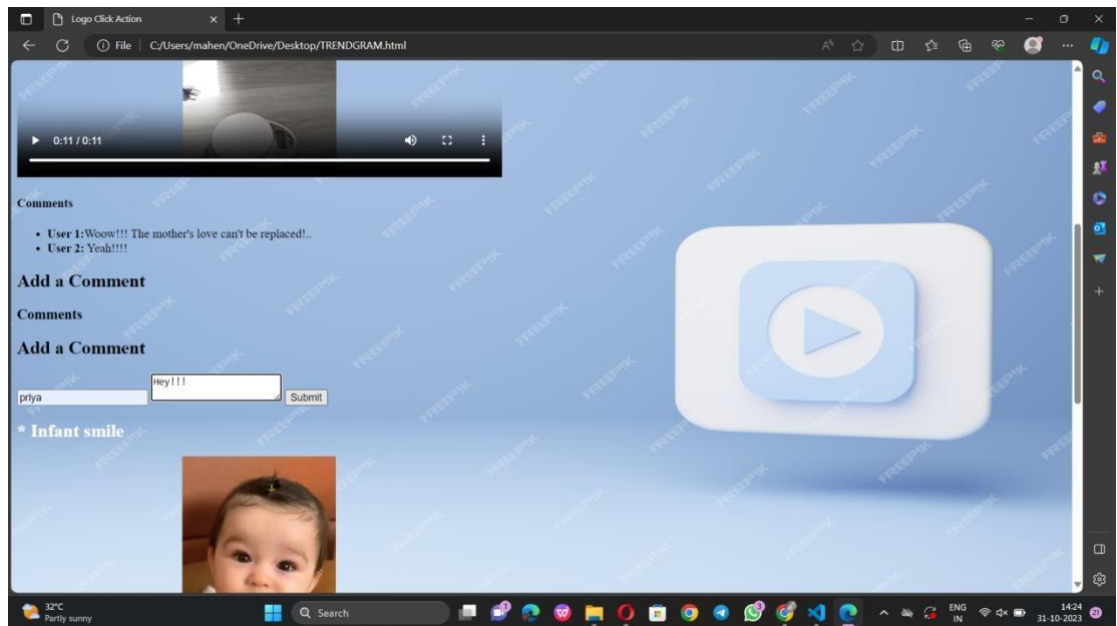 Logo Click Action
File
C:/Users/mahen/OneDrive/Desktop/TRENDGRAM.html
0:11 / 0:11
Comments
• User 1:Woow!!! The mother's love can't be replaced!..
• User 2: Yeah!!!!
Add a Comment
Comments
Add a Comment
priya
Hey!!!
Submit
* Infant smile
FREEPIK
32°C
Partly sunny
Search
ENG
IN
14:24
31-10-2023